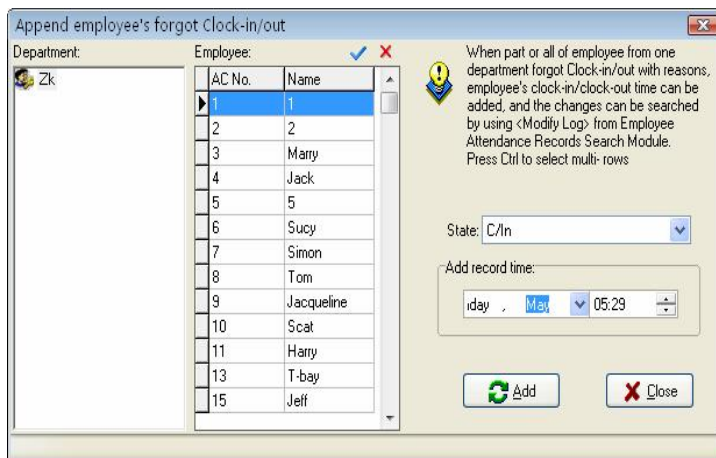 Append employee's forgot Clock-in/out
Department:
Zk
Employee:
AC No. Name
1 1
2 2
3 Marry
4 Jack
5 5
6 Sucy
7 Simon
8 Tom
9 Jacqueline
10 Scat
11 Harry
13 T-bay
15 Jeff
When part or all of employee from one
department forgot Clock-in/out with reasons,
employee's clock-in/clock-out time can be
added, and the changes can be searched
by using <Modify Log> from Employee
Attendance Records Search Module.
Press Ctrl to select multi- rows
State: C/In
Add record time:
day , May 05:29
Add
Close